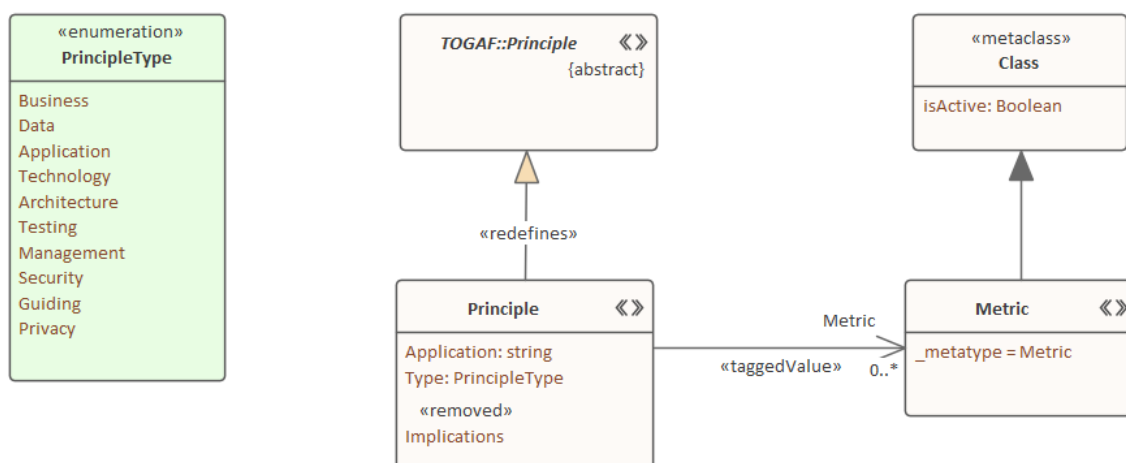 «enumeration»
PrincipleType
Business
Data
Application
Technology
Architecture
Testing
Management
Security
Guiding
Privacy
TOGAF::Principle
{abstract}
«metaclass»
Class
isActive: Boolean
«redefines»
Principle
Application: string
Type: PrincipleType
«removed»
Implications
Metric
«taggedValue»
0..*
Metric
_metatype = Metric